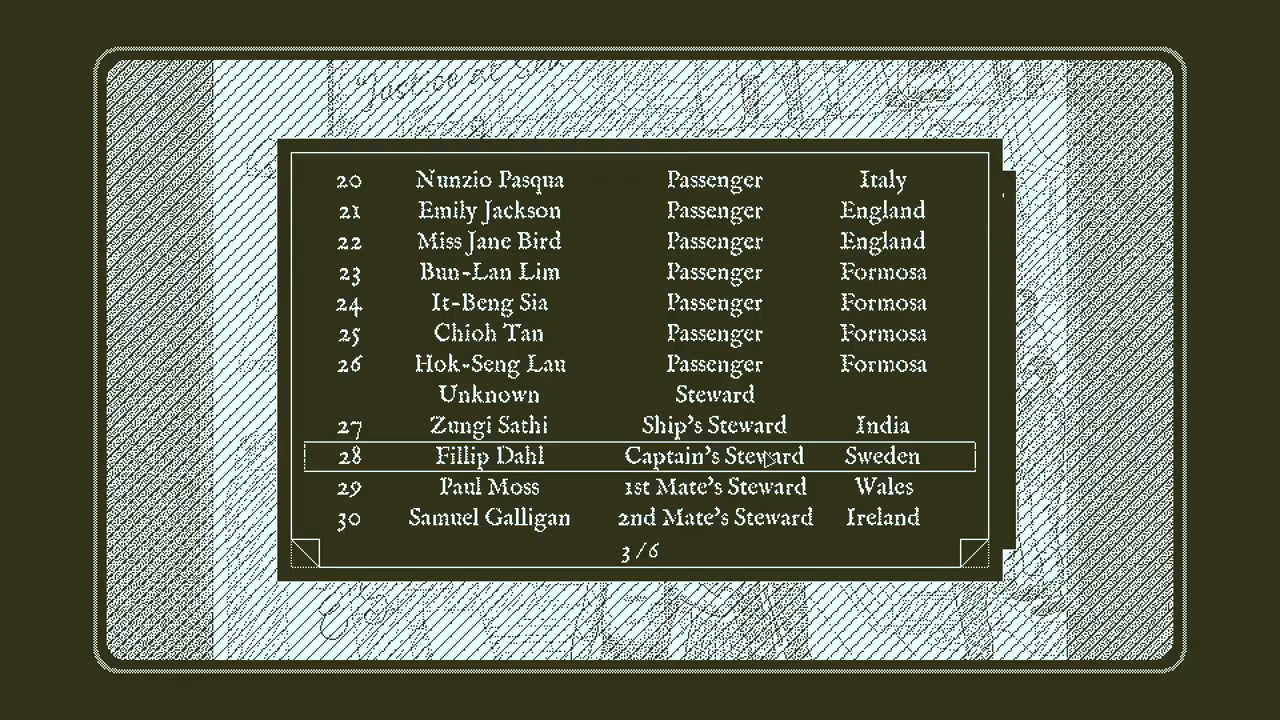 Justice at Sea
20 Nunzio Pasqua Passenger Italy
21 Emily Jackson Passenger England
22 Miss Jane Bird Passenger England
23 Bun-Lan Lim Passenger Formosa
24 It-Beng Sia Passenger Formosa
25 Chioh Tan Passenger Formosa
26 Hok-Seng Lau Passenger Formosa
Unknown Steward
27 Zungi Sathi Ship's Steward India
28 Fillip Dahl Captain's Steward Sweden
29 Paul Moss 1st Mate's Steward Wales
30 Samuel Galligan 2nd Mate's Steward Ireland
3/6